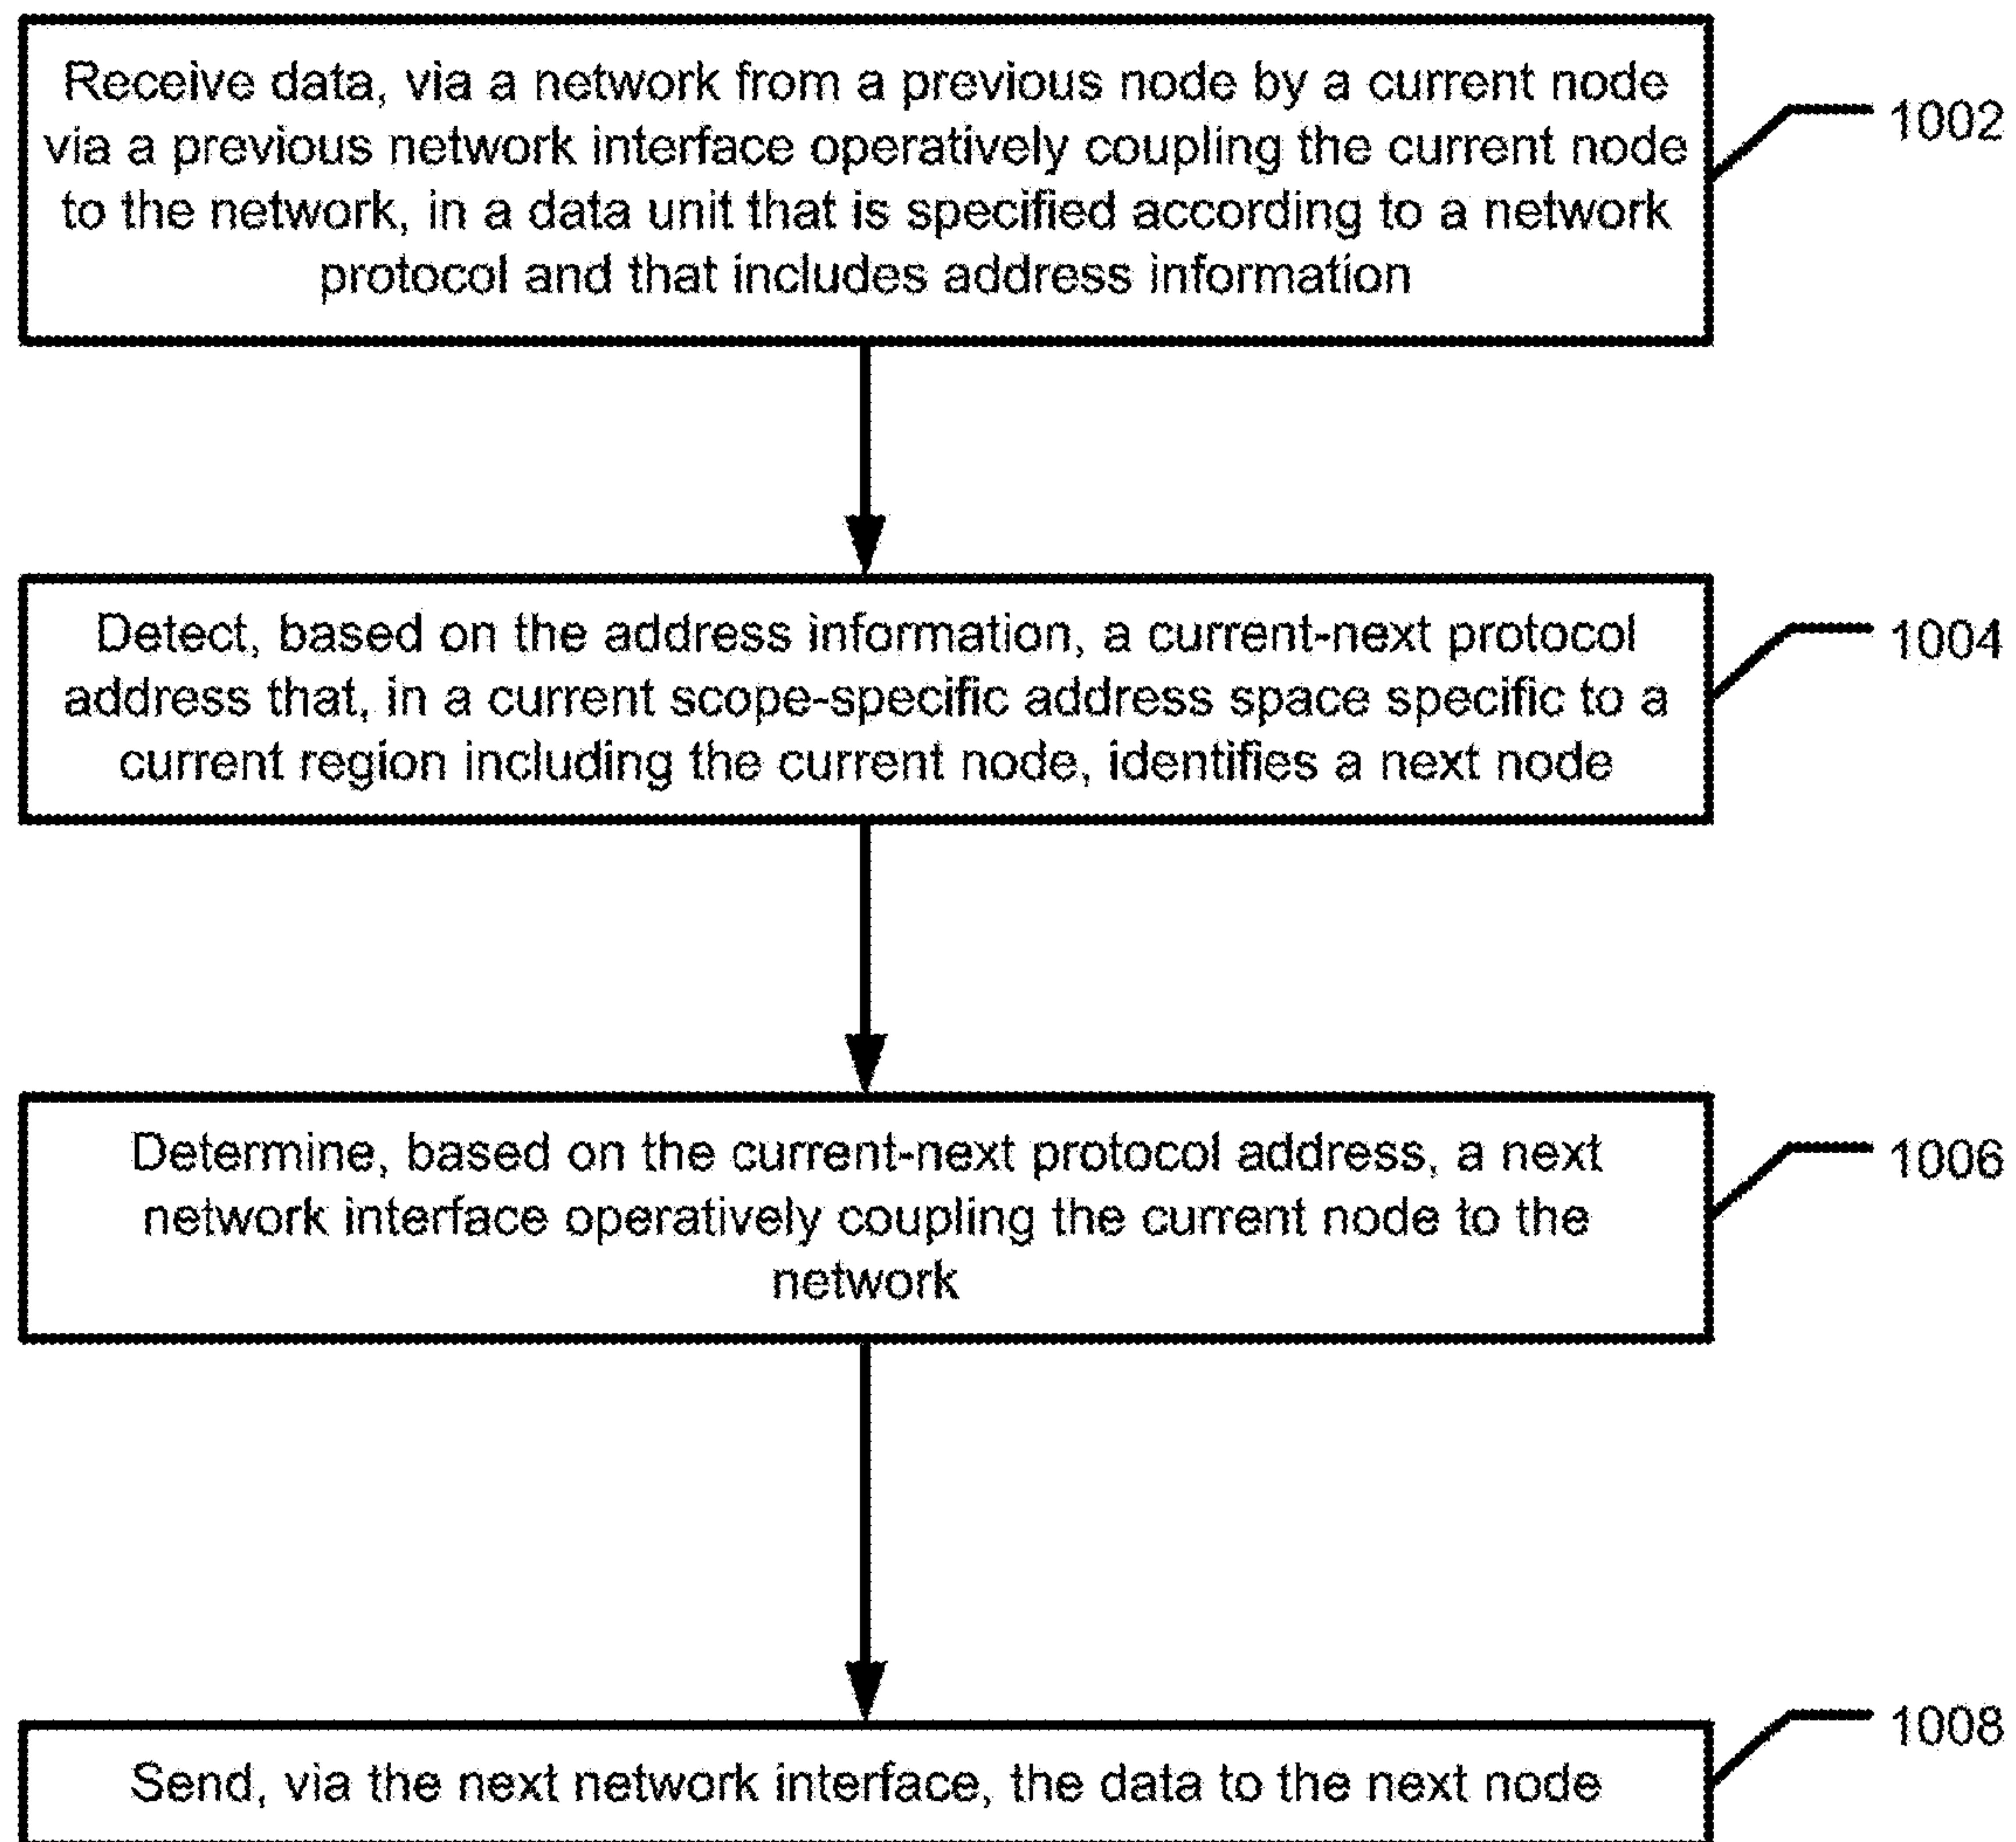 Receive data, via a network from a previous node by a current node
via a previous network interface operatively coupling the current node
to the network, in a data unit that is specified according to a network
protocol and that includes address information
1002
Detect, based on the address information, a current-next protocol
address that, in a current scope-specific address space specific to a
current region including the current node, identifies a next node
1004
Determine, based on the current-next protocol address, a next
network interface operatively coupling the current node to the
network
1006
Send, via the next network interface, the data to the next node
1008